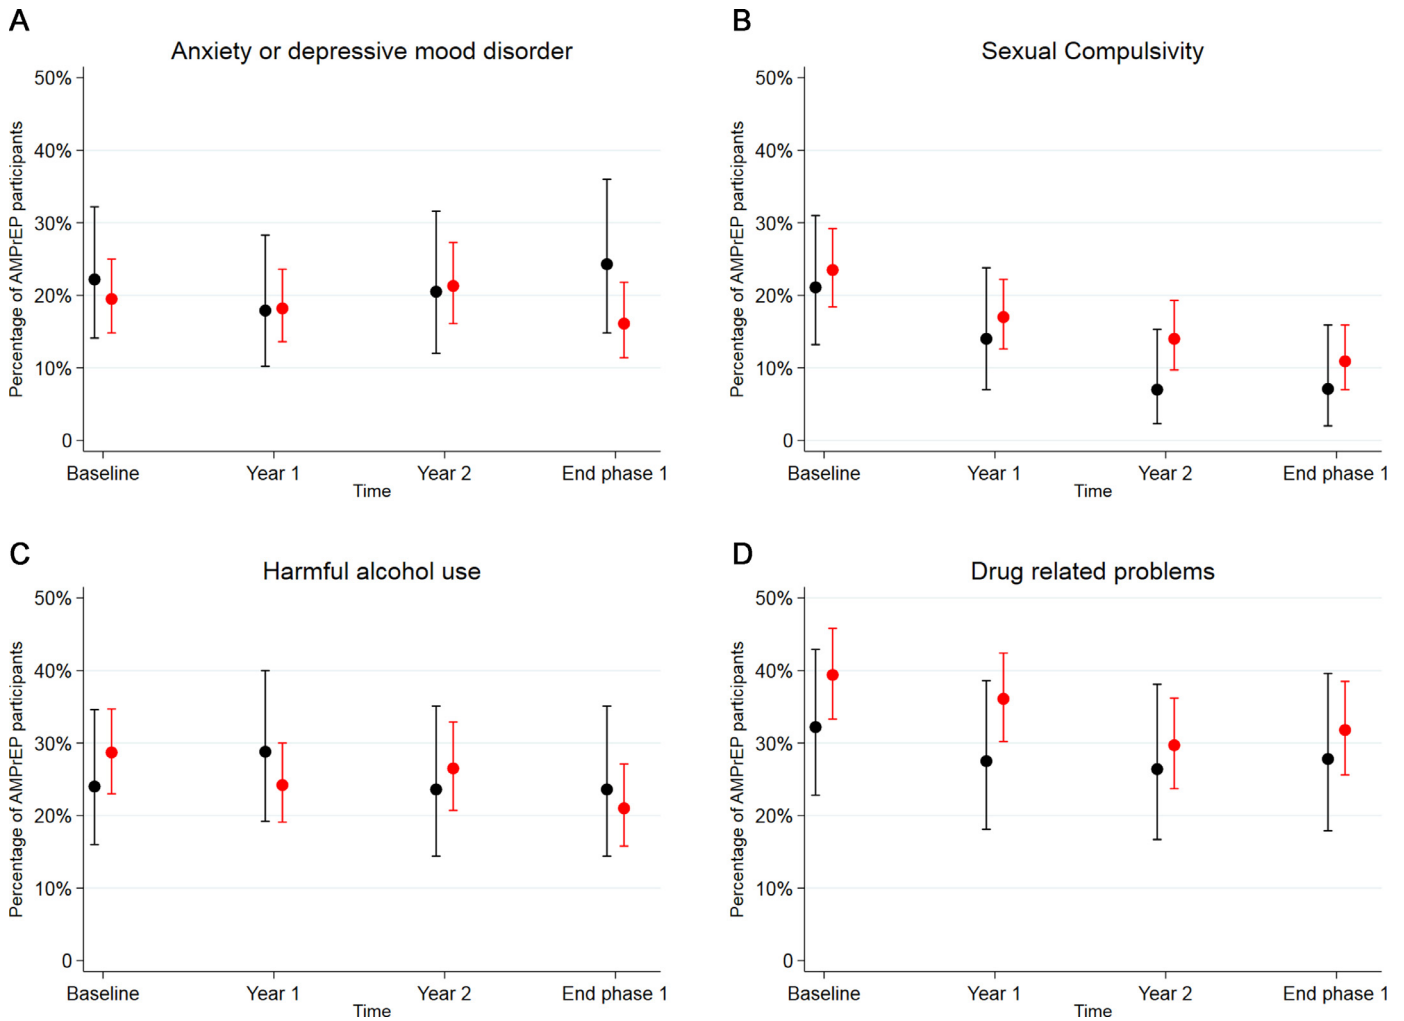 A
Anxiety or depressive mood disorder
Percentage of AMPrEP participants
50%
40%
30%
20%
10%
0
Baseline
Year 1
Year 2
End phase 1
Time
B
Sexual Compulsivity
Percentage of AMPrEP participants
50%
40%
30%
20%
10%
0
Baseline
Year 1
Year 2
End phase 1
Time
C
Harmful alcohol use
Percentage of AMPrEP participants
50%
40%
30%
20%
10%
0
Baseline
Year 1
Year 2
End phase 1
Time
D
Drug related problems
Percentage of AMPrEP participants
50%
40%
30%
20%
10%
0
Baseline
Year 1
Year 2
End phase 1
Time